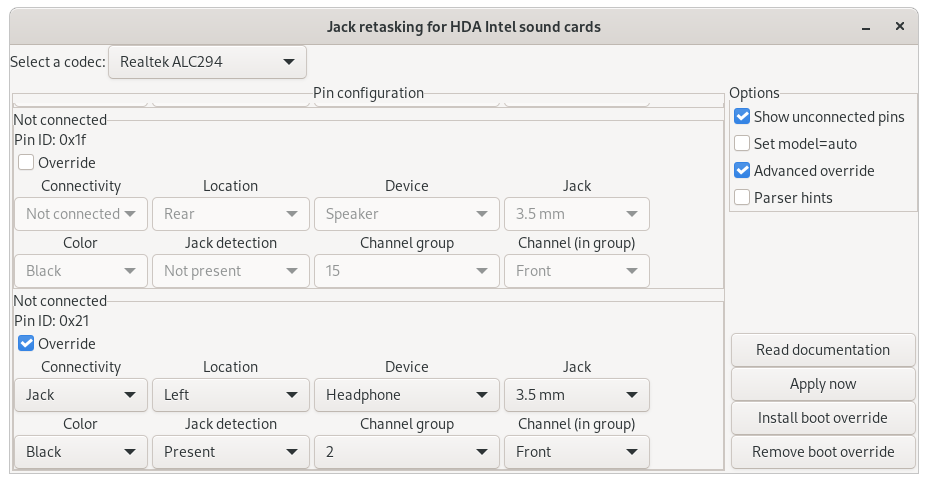 Jack retasking for HDA Intel sound cards
Select a codec: Realtek ALC294
Pin configuration
Not connected
Pin ID: 0x1f
Override
Connectivity Location Device Jack
Not connected Rear Speaker 3.5 mm
Color Jack detection Channel group Channel (in group)
Black Not present 15 Front
Not connected
Pin ID: 0x21
Override
Connectivity Location Device Jack
Jack Left Headphone 3.5 mm
Color Jack detection Channel group Channel (in group)
Black Present 2 Front
Options
Show unconnected pins
Set model=auto
Advanced override
Parser hints
Read documentation
Apply now
Install boot override
Remove boot override